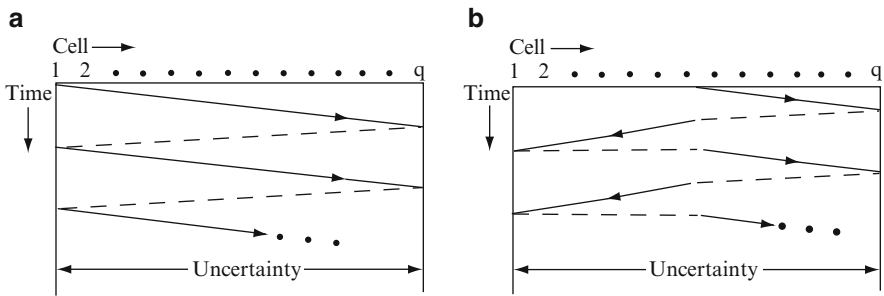 a
Cell
1 2 q
Time
Uncertainty
b
Cell
1 2 q
Time
Uncertainty